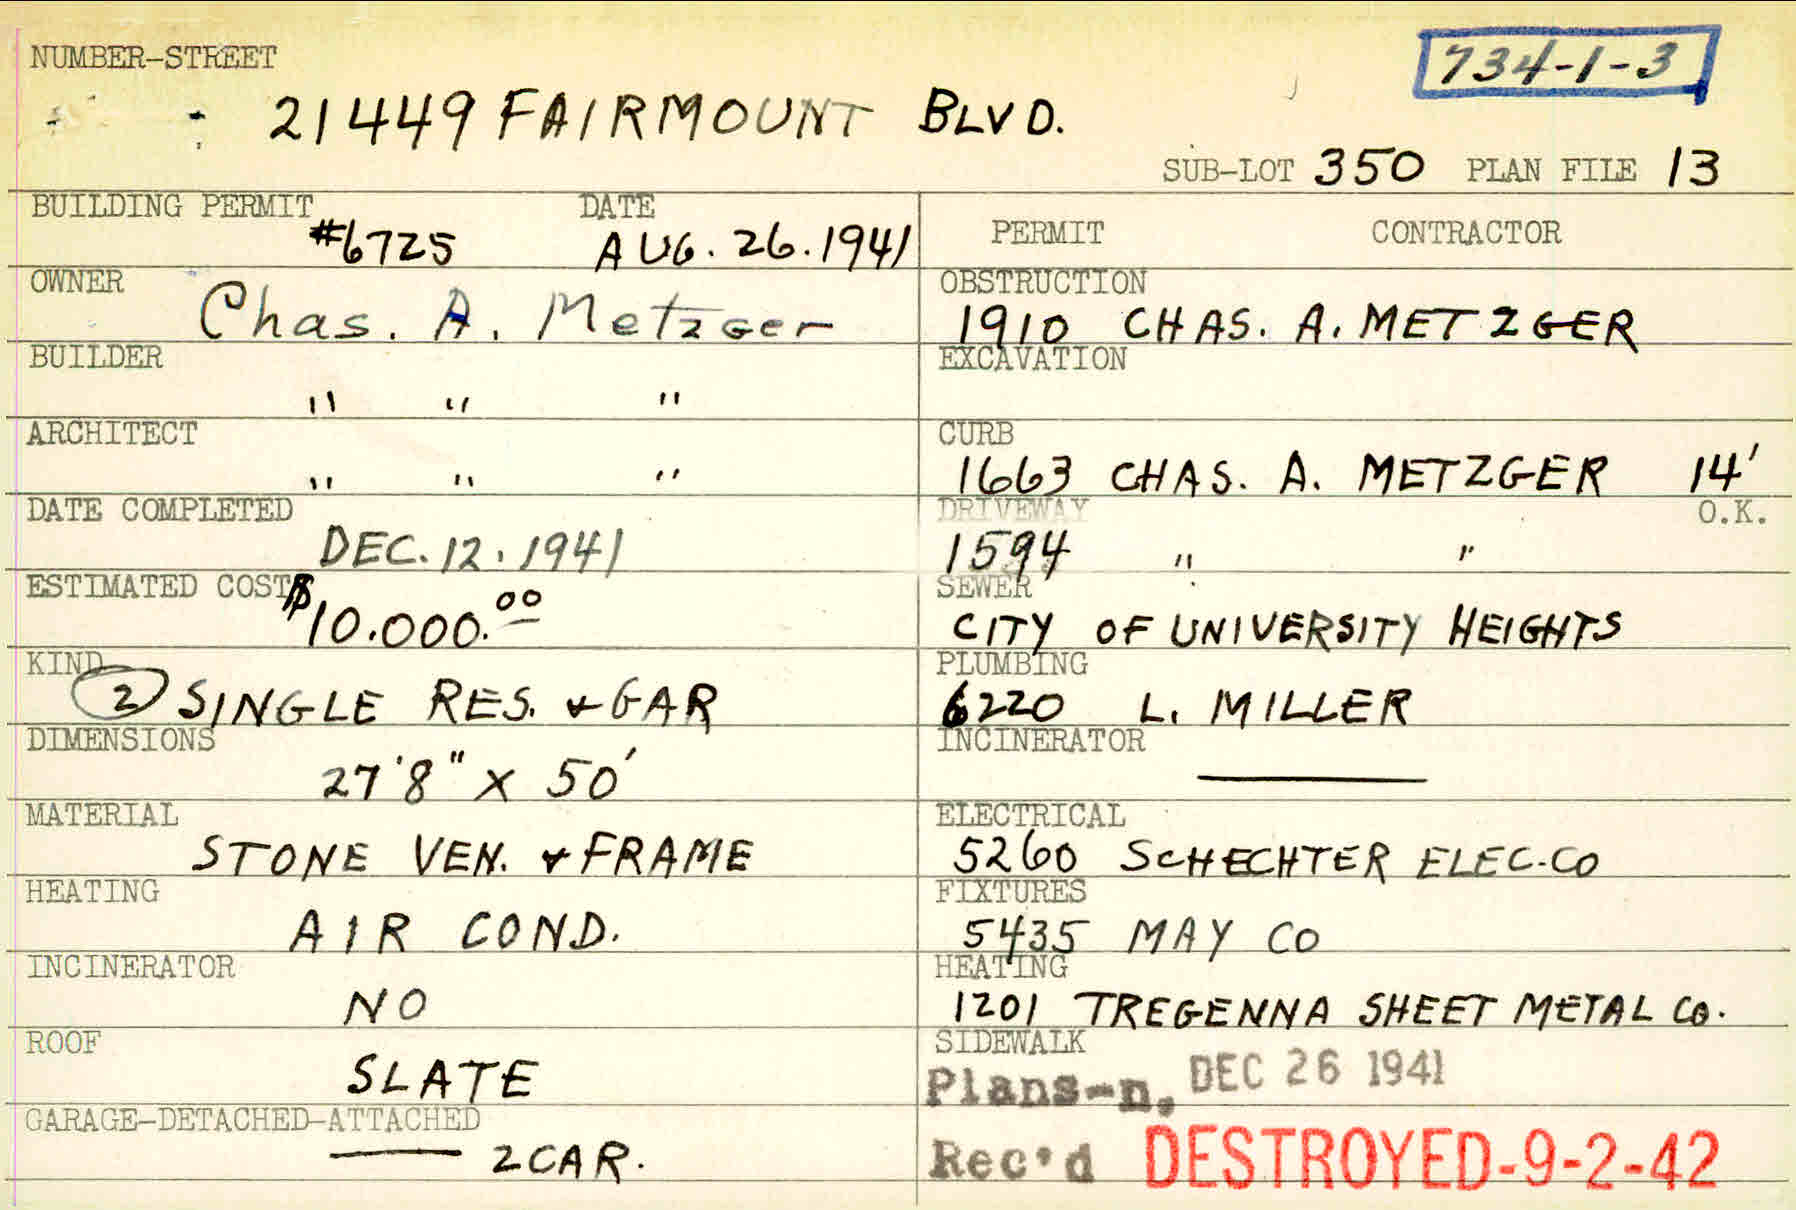 NUMBER-STREET
734-1-3
21449 FAIRMOUNT BLVD.
SUB-LOT 350 PLAN FILE 13
BUILDING PERMIT DATE
#6725 AUG. 26. 1941
OWNER
Chas. A. Metzger
BUILDER
" " "
ARCHITECT
" " "
DATE COMPLETED
DEC. 12. 1941
ESTIMATED COST
$10.000.00
KIND
2 SINGLE RES. & GAR
DIMENSIONS
27'8" X 50'
MATERIAL
STONE VEN. & FRAME
HEATING
AIR COND.
INCINERATOR
NO
ROOF
SLATE
GARAGE-DETACHED-ATTACHED
2 CAR.
PERMIT CONTRACTOR
OBSTRUCTION
1910 CHAS. A. METZGER
EXCAVATION
CURB
1663 CHAS. A. METZGER 14'
DRIVEWAY O.K.
1594 " "
SEWER
CITY OF UNIVERSITY HEIGHTS
PLUMBING
6220 L. MILLER
INCINERATOR
ELECTRICAL
5260 SCHECHTER ELEC. CO
FIXTURES
5435 MAY CO
HEATING
1201 TREGENNA SHEET METAL CO.
SIDEWALK
Plans-n. DEC 26 1941
Rec'd DESTROYED-9-2-42